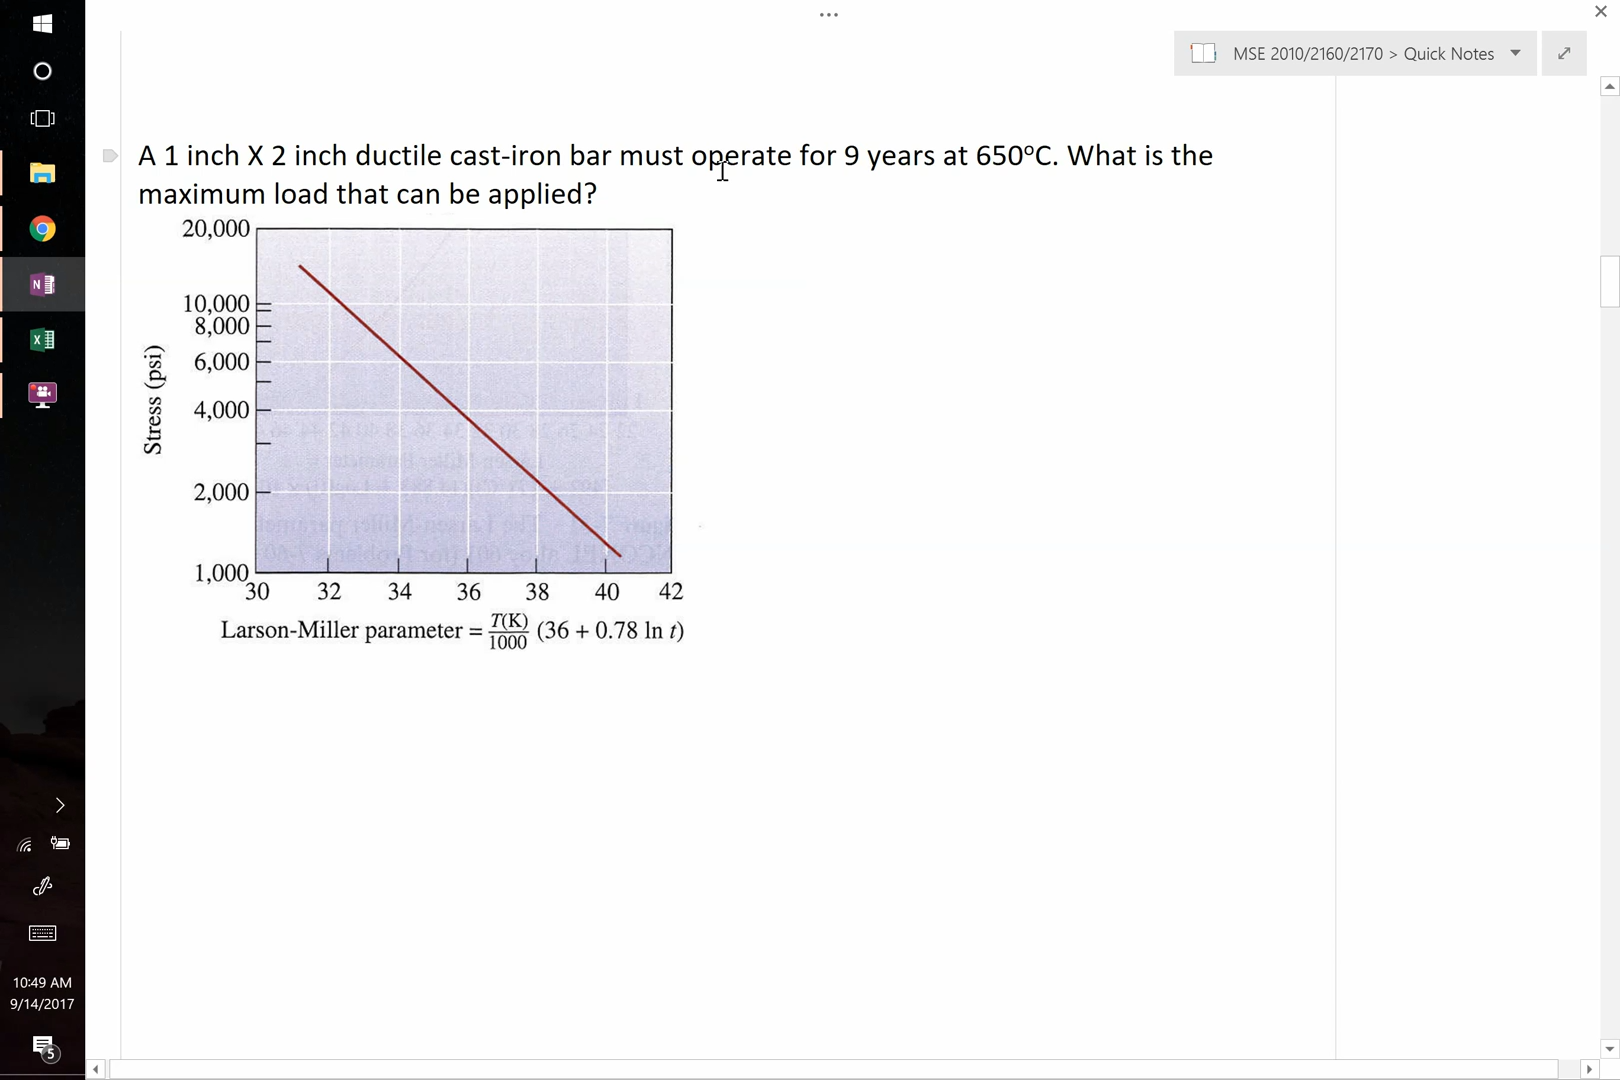 MSE 2010/2160/2170 > Quick Notes
A 1 inch X 2 inch ductile cast-iron bar must operate for 9 years at 650°C. What is the
maximum load that can be applied?
20,000
10,000
8,000
6,000
4,000
2,000
1,000
Stress (psi)
30 32 34 36 38 40 42
Larson-Miller parameter = T(K)/1000 (36 + 0.78 ln t)
10:49 AM
9/14/2017
5